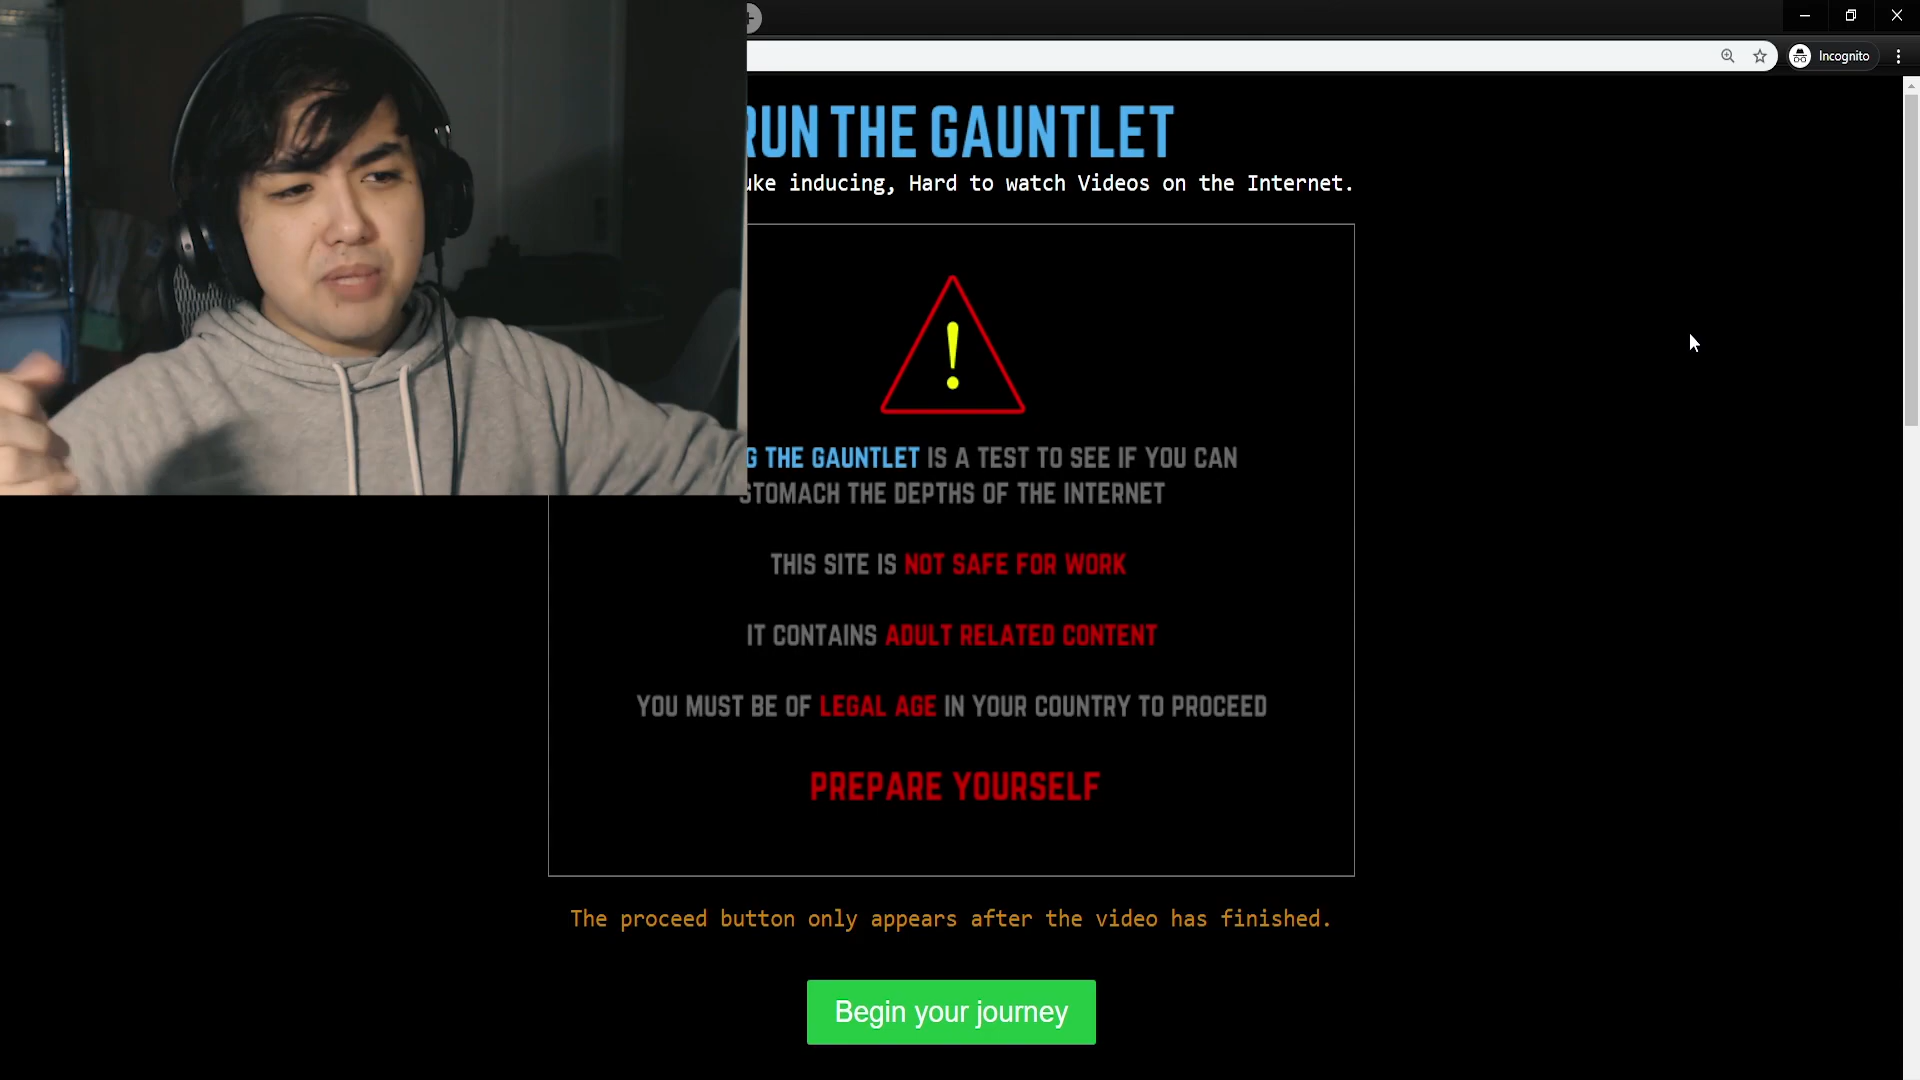 Incognito
RUN THE GAUNTLET
inducing, Hard to watch Videos on the Internet.
THE GAUNTLET IS A TEST TO SEE IF YOU CAN
STOMACH THE DEPTHS OF THE INTERNET
THIS SITE IS NOT SAFE FOR WORK
IT CONTAINS ADULT RELATED CONTENT
YOU MUST BE OF LEGAL AGE IN YOUR COUNTRY TO PROCEED
PREPARE YOURSELF
The proceed button only appears after the video has finished.
Begin your journey